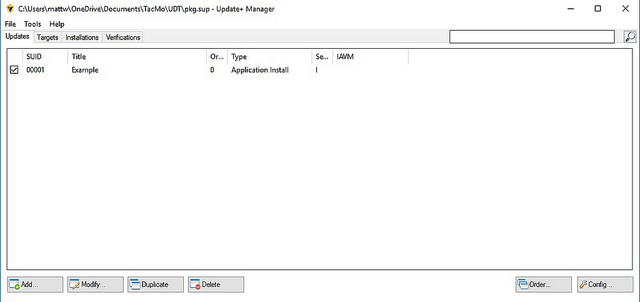 C:\Users\mattw\OneDrive\Documents\TacMo\UDT\pkg.sup - Update+ Manager
File Tools Help
Updates Targets Installations Verifications
SUID Title Or... Type Se... IAVM
00001 Example 0 Application Install I
Add... Modify... Duplicate Delete Order... Config...